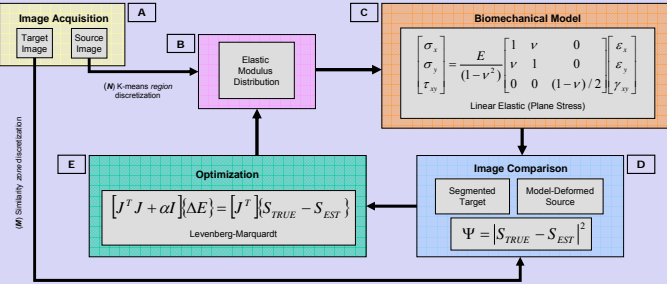 A
Image Acquisition
Target
Image
Source
Image
B
Elastic
Modulus
Distribution
(N) K-means region
discretization
C
Biomechanical Model
[σx σy τxy] = E/(1−ν²) [1 ν 0; ν 1 0; 0 0 (1−ν)/2] [εx εy γxy]
Linear Elastic (Plane Stress)
(M) Similarity zone discretization
E
Optimization
[JᵀJ + αI]{ΔE} = [Jᵀ]{S_TRUE − S_EST}
Levenberg-Marquardt
D
Image Comparison
Segmented
Target
Model-Deformed
Source
Ψ = |S_TRUE − S_EST|²